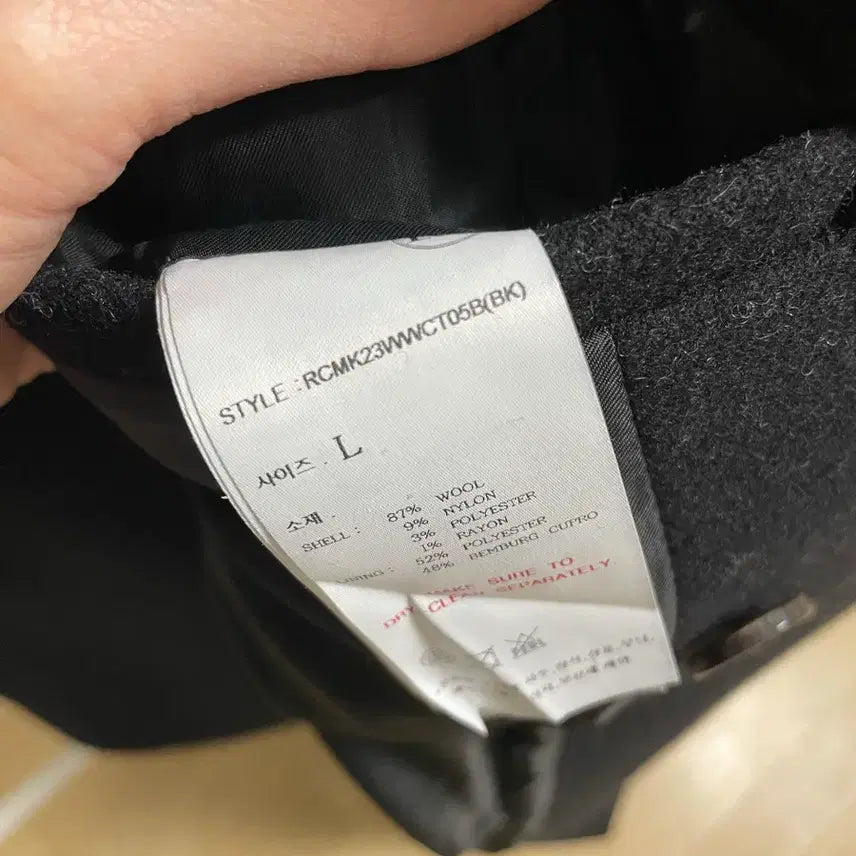 STYLE : RCMK23WWCT05B(BK)
사이즈 : L
소재 :
SHELL : 87% WOOL
9% NYLON
3% POLYESTER
1% RAYON
52% POLYESTER
48% BEMBURG CUPRO
MAKE SURE TO
DRY CLEAN SEPARATELY.